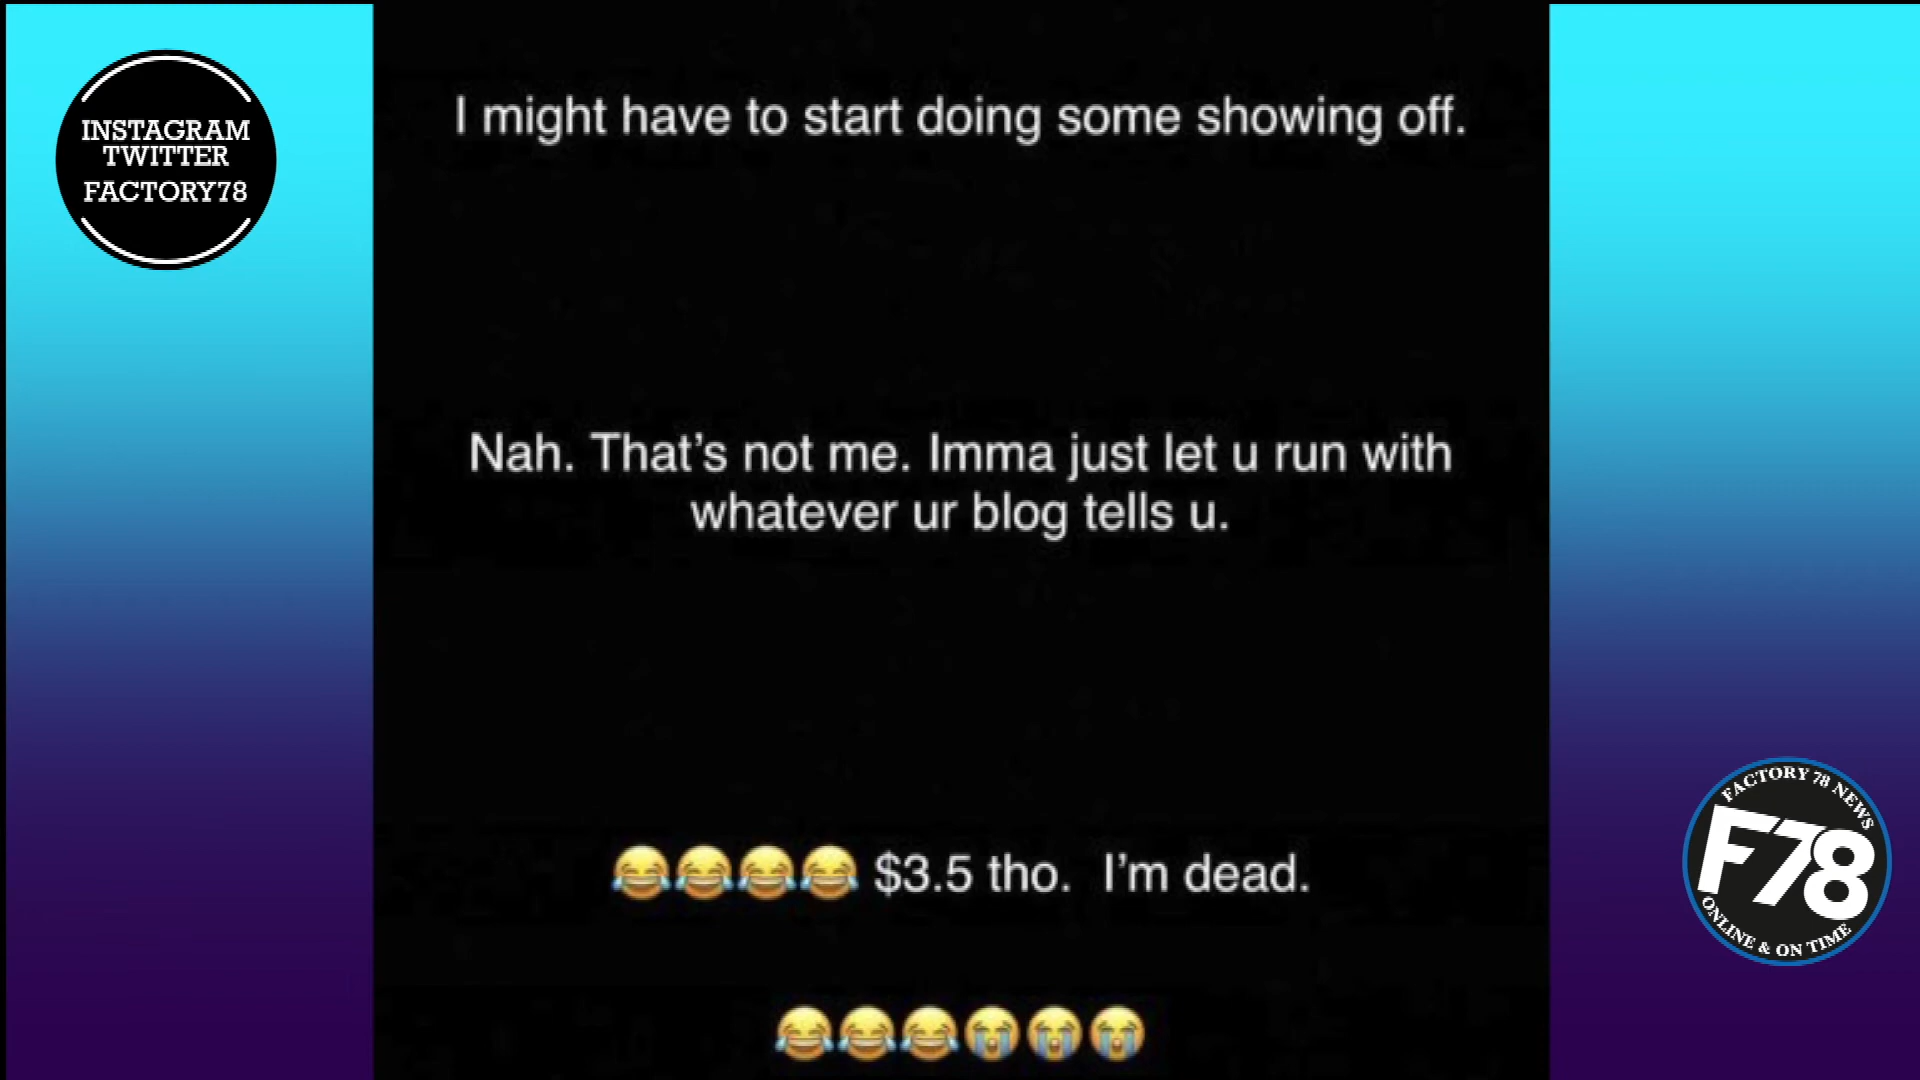 INSTAGRAM
TWITTER
FACTORY78
I might have to start doing some showing off.
Nah. That’s not me. Imma just let u run with
whatever ur blog tells u.
😂😂😂😂 $3.5 tho.  I’m dead.
😂😂😂😭😭😭
FACTORY 78 NEWS
F78
ONLINE & ON TIME